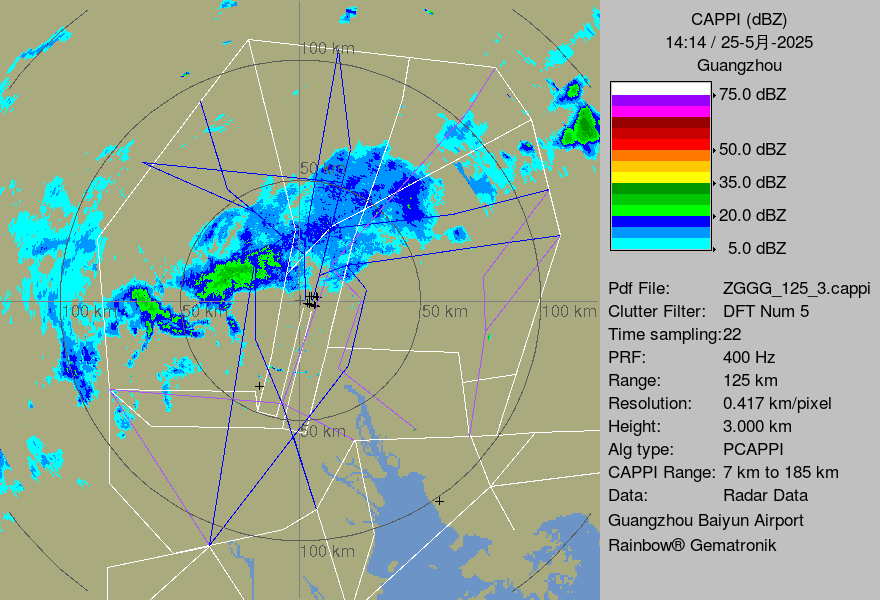 CAPPI (dBZ)
14:14 / 25-5月-2025
Guangzhou
75.0 dBZ
50.0 dBZ
35.0 dBZ
20.0 dBZ
5.0 dBZ
Pdf File: ZGGG_125_3.cappi
Clutter Filter: DFT Num 5
Time sampling:22
PRF: 400 Hz
Range: 125 km
Resolution: 0.417 km/pixel
Height: 3.000 km
Alg type: PCAPPI
CAPPI Range: 7 km to 185 km
Data: Radar Data
Guangzhou Baiyun Airport
Rainbow® Gematronik
100 km
50 km
100 km 50 km 50 km 100 km
50 km
100 km